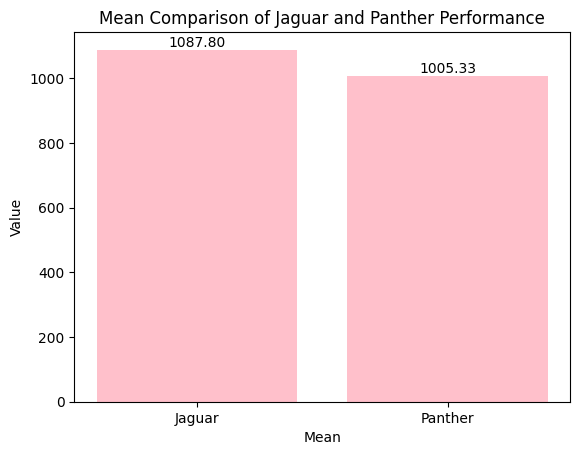 Mean Comparison of Jaguar and Panther Performance
1087.80
1005.33
1000
800
600
400
200
0
Value
Jaguar
Panther
Mean